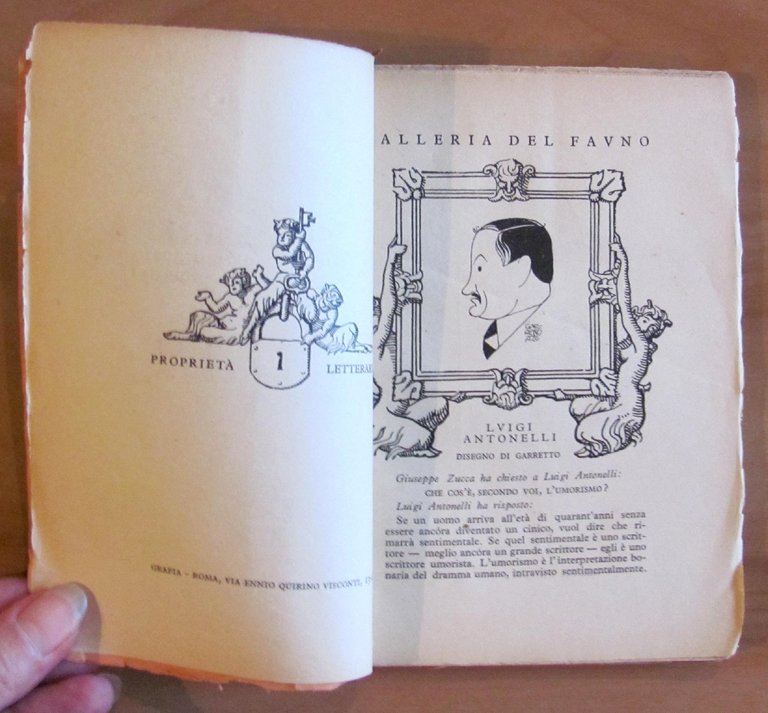 PROPRIETÀ 1 LETTERAR
GRAFIA - ROMA, VIA ENNIO QUIRINO VISCONTI,
ALLERIA DEL FAVNO
LVIGI
ANTONELLI
DISEGNO DI GARRETTO
Giuseppe Zucca ha chiesto a Luigi Antonelli:
CHE COS'È, SECONDO VOI, L'UMORISMO?
Luigi Antonelli ha risposto:
Se un uomo arriva all'età di quarant'anni senza
essere ancóra diventato un cinico, vuol dire che ri-
marrà sentimentale. Se quel sentimentale è uno scrit-
tore — meglio ancóra un grande scrittore — egli è uno
scrittore umorista. L'umorismo è l'interpretazione bo-
naria del dramma umano, intravisto sentimentalmente.